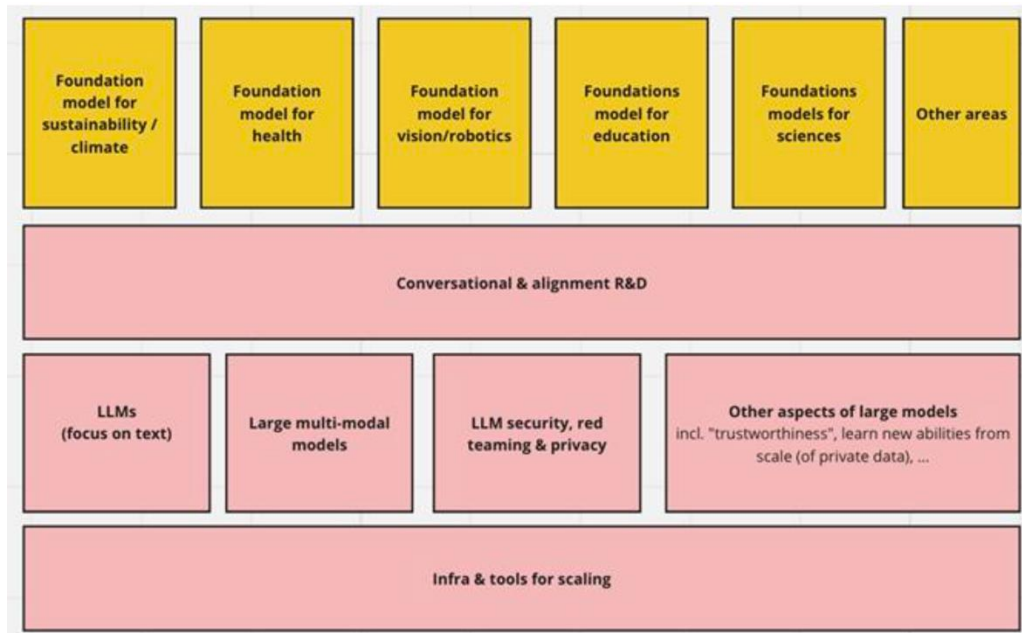 Foundation
model for
sustainability /
climate
Foundation
model for
health
Foundation
model for
vision/robotics
Foundations
model for
education
Foundations
models for
sciences
Other areas
Conversational & alignment R&D
LLMs
(focus on text)
Large multi-modal
models
LLM security, red
teaming & privacy
Other aspects of large models
incl. "trustworthiness", learn new abilities from
scale (of private data), ...
Infra & tools for scaling